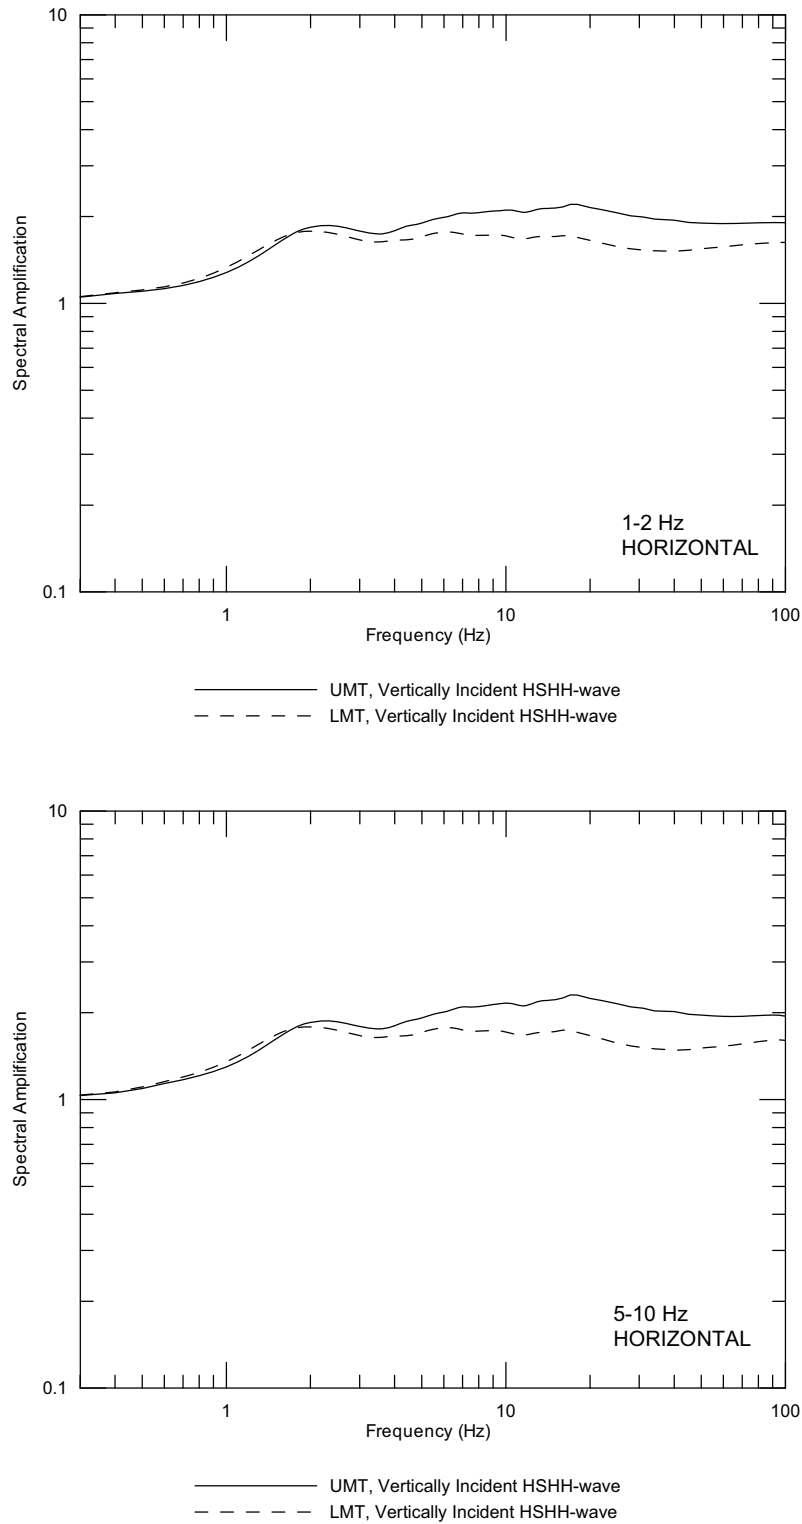 10
1
0.1
Spectral Amplification
1-2 Hz
HORIZONTAL
1 10 100
Frequency (Hz)
UMT, Vertically Incident HSHH-wave
LMT, Vertically Incident HSHH-wave
10
1
0.1
Spectral Amplification
5-10 Hz
HORIZONTAL
1 10 100
Frequency (Hz)
UMT, Vertically Incident HSHH-wave
LMT, Vertically Incident HSHH-wave